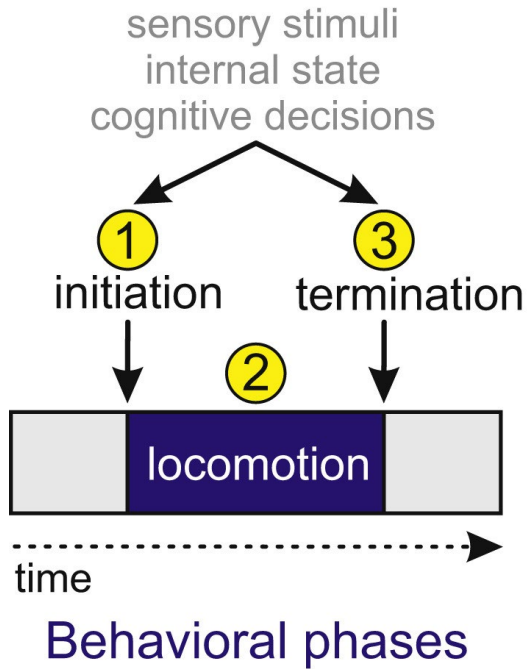 sensory stimuli
internal state
cognitive decisions
1
3
initiation
termination
2
locomotion
time
Behavioral phases